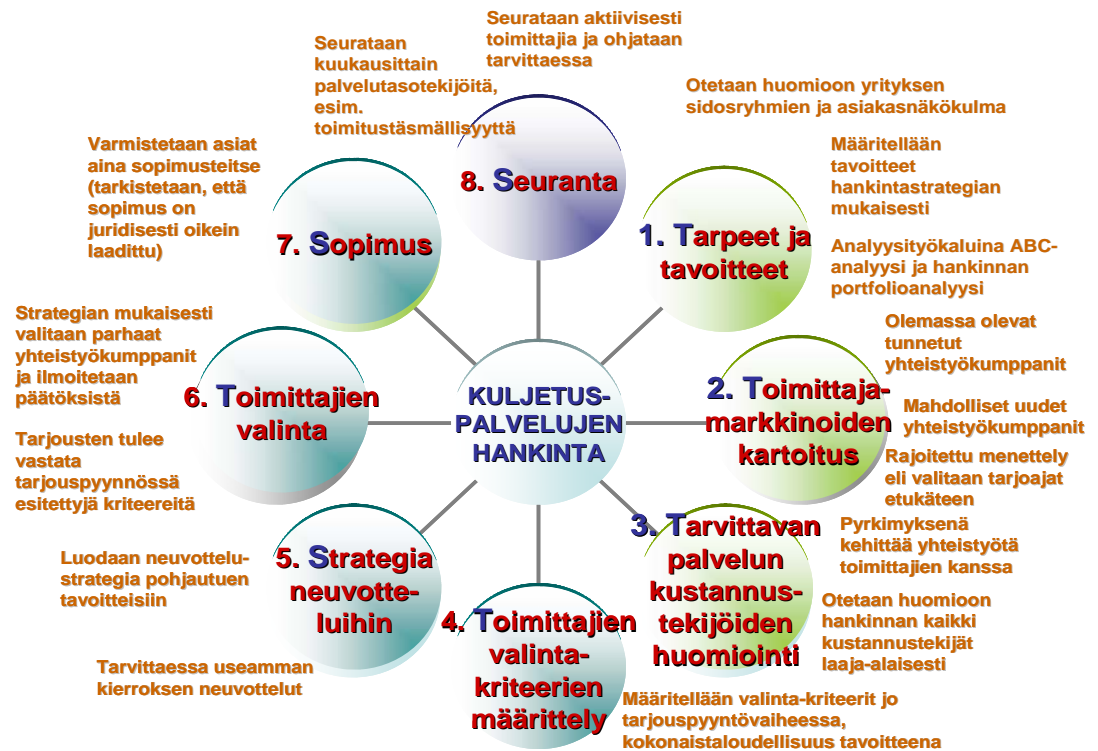 Seurataan aktiivisesti
toimittajia ja ohjataan
tarvittaessa
Seurataan
kuukausittain
palvelutasotekijöitä,
esim.
toimitustäsmällisyyttä
8. Seuranta
Otetaan huomioon yrityksen
sidosryhmien ja asiakasnäkökulma
Määritellään
tavoitteet
hankintastrategian
mukaisesti
Analyysityökaluina ABC-
analyysi ja hankinnan
portfolioanalyysi
1. Tarpeet ja
tavoitteet
Olemassa olevat
tunnetut
yhteistyökumppanit
Mahdolliset uudet
yhteistyökumppanit
Rajoitettu menettely
eli valitaan tarjoajat
etukäteen
2. Toimittaja-
markkinoiden
kartoitus
Pyrkimyksenä
kehittää yhteistyötä
toimittajien kanssa
Otetaan huomioon
hankinnan kaikki
kustannustekijät
laaja-alaisesti
3. Tarvittavan
palvelun
kustannus-
tekijöiden
huomiointi
Määritellään valinta-kriteerit jo
tarjouspyyntövaiheessa,
kokonaistaloudellisuus tavoitteena
4. Toimittajien
valinta-
kriteerien
määrittely
5. Strategia
neuvotte-
luihin
Luodaan neuvottelu-
strategia pohjautuen
tavoitteisiin
Tarvittaessa useamman
kierroksen neuvottelut
6. Toimittajien
valinta
Strategian mukaisesti
valitaan parhaat
yhteistyökumppanit
ja ilmoitetaan
päätöksistä
Tarjousten tulee
vastata
tarjouspyynnössä
esitettyjä kriteereitä
7. Sopimus
Varmistetaan asiat
aina sopimusteitse
(tarkistetaan, että
sopimus on
juridisesti oikein
laadittu)
KULJETUS-
PALVELUJEN
HANKINTA